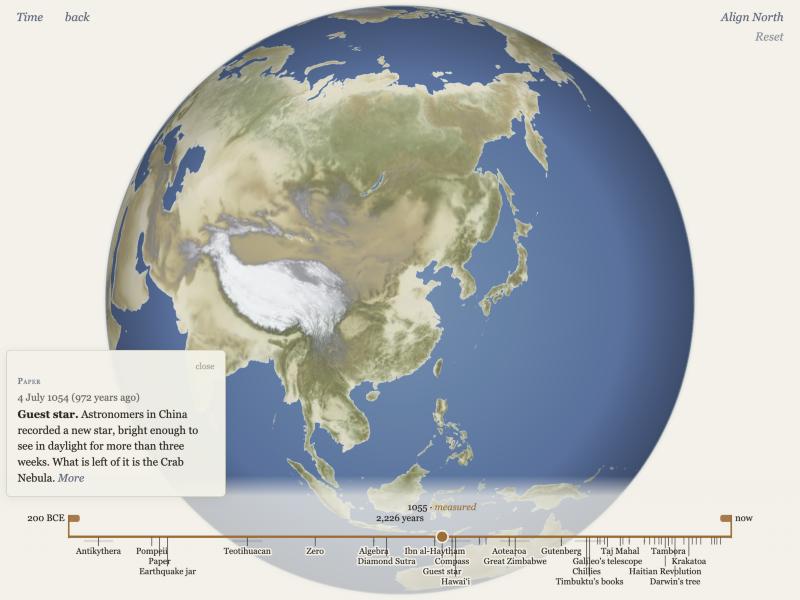 Time back
Align North
Reset
close
Paper
4 July 1054 (972 years ago)
Guest star. Astronomers in China
recorded a new star, bright enough to
see in daylight for more than three
weeks. What is left of it is the Crab
Nebula. More
1055 · measured
2,226 years
200 BCE
now
Antikythera Pompeii Teotihuacan Zero Algebra Ibn al-Haytham Aotearoa Gutenberg Taj Mahal Tambora
Paper Diamond Sutra Compass Great Zimbabwe Galileo's telescope Krakatoa
Earthquake jar Guest star Chillies Haitian Revolution
Hawai'i Timbuktu's books Darwin's tree